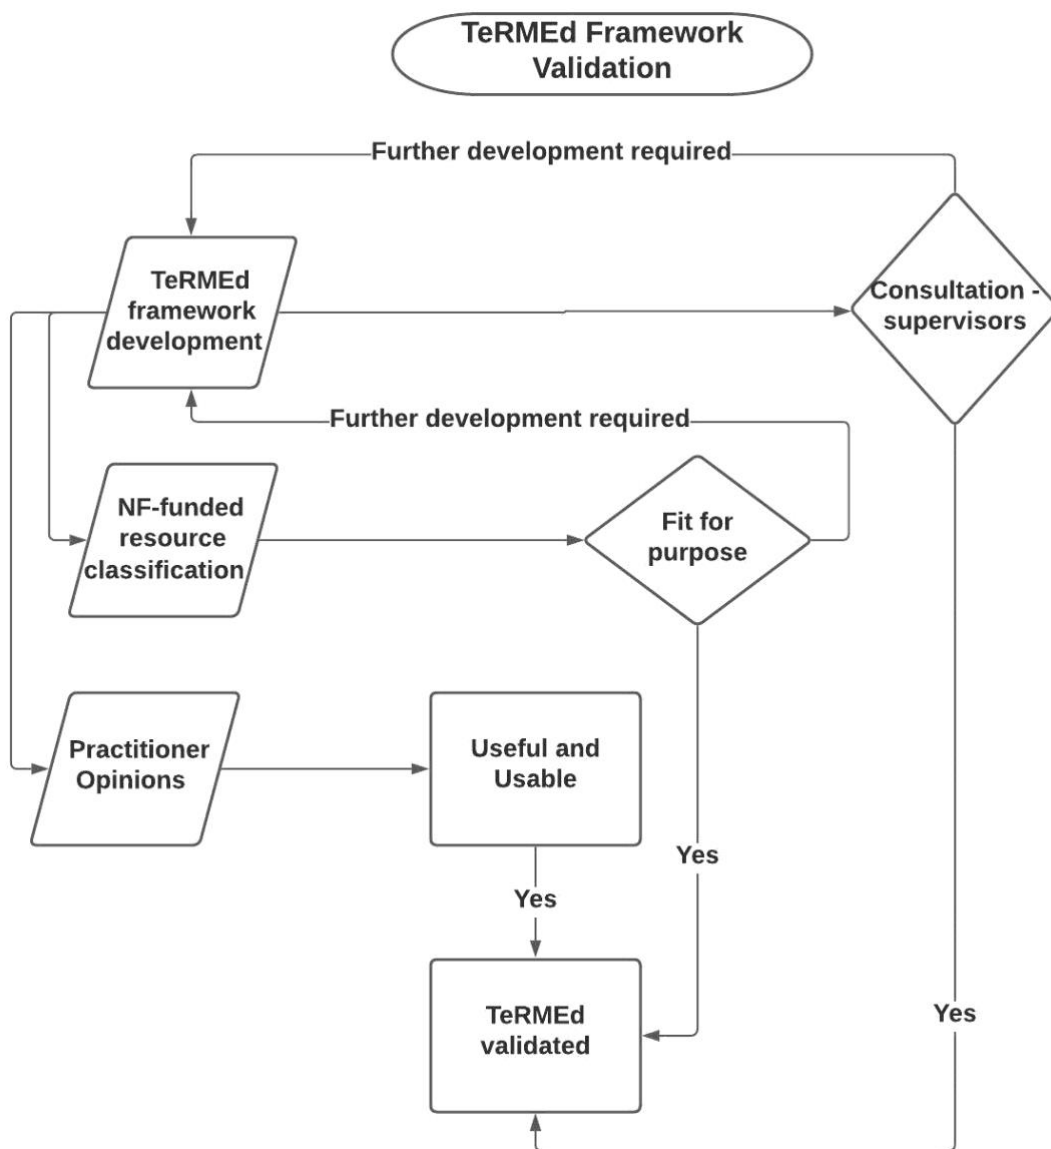 TeRMEd Framework
Validation
Further development required
TeRMEd
framework
development
Consultation -
supervisors
Further development required
NF-funded
resource
classification
Fit for
purpose
Practitioner
Opinions
Useful and
Usable
Yes
Yes
TeRMEd
validated
Yes